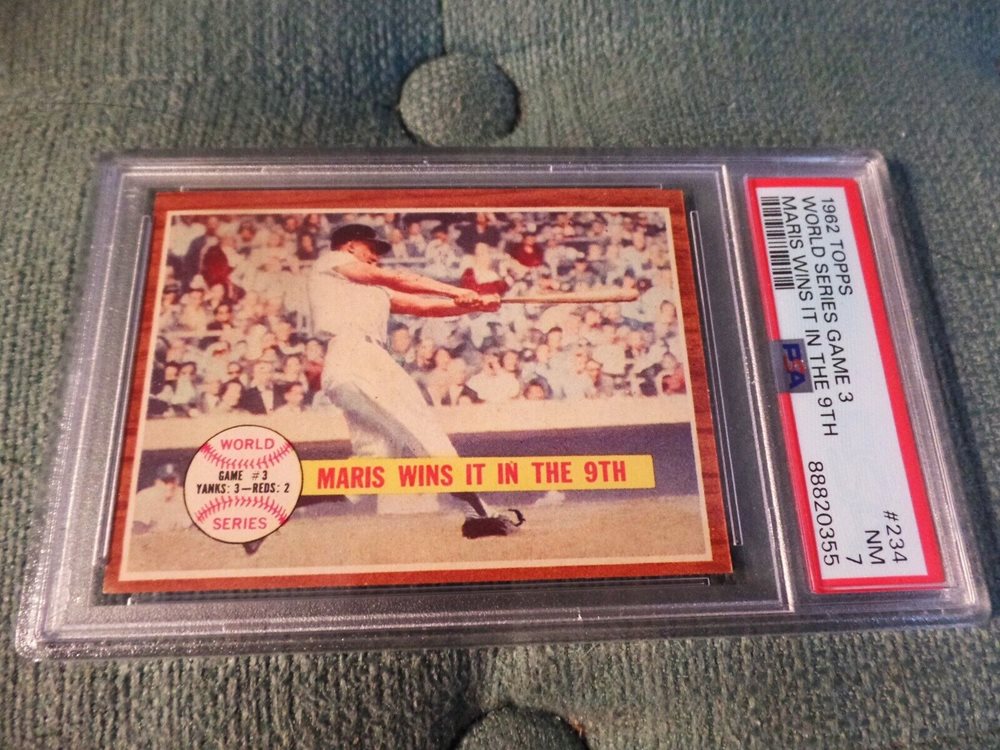 WORLD
GAME #3
YANKS: 3—REDS: 2
SERIES
MARIS WINS IT IN THE 9TH
1962 TOPPS #234
WORLD SERIES GAME 3 NM
MARIS WINS IT IN THE 9TH 7
PSA
88820355